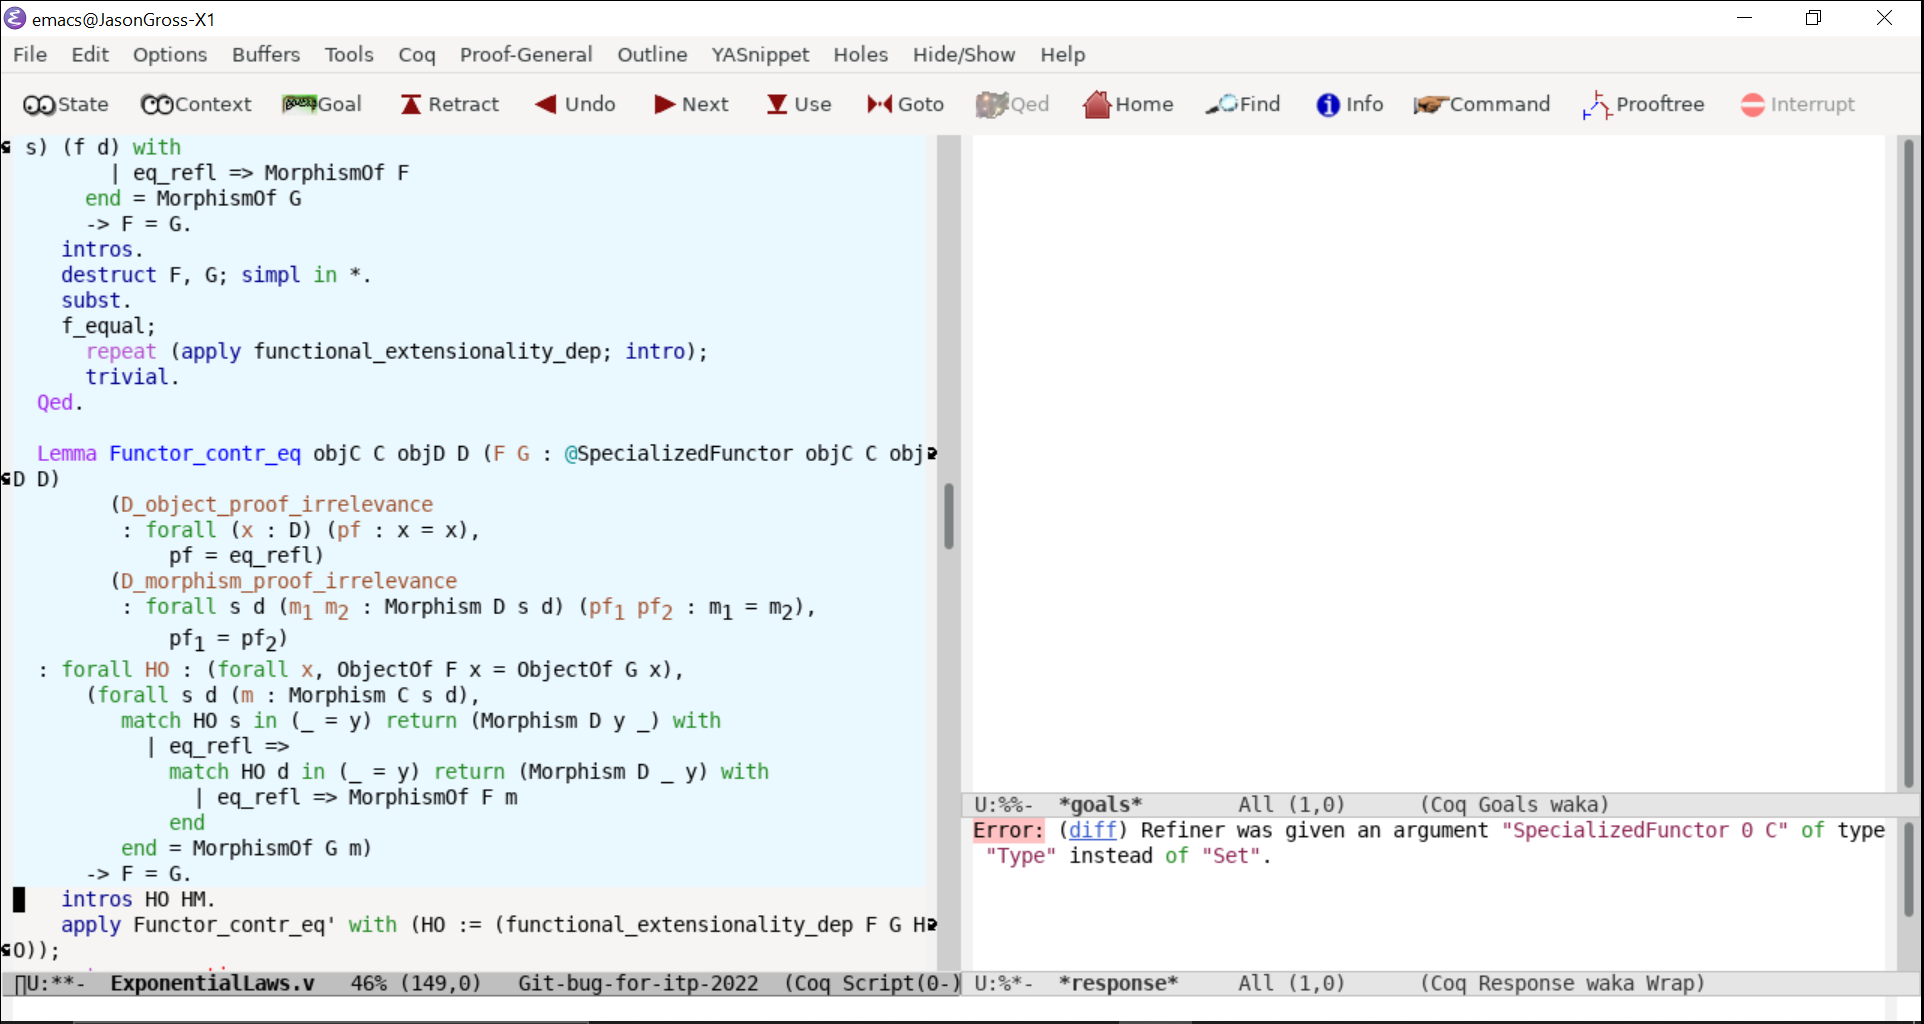 emacs@JasonGross-X1
File Edit Options Buffers Tools Coq Proof-General Outline YASnippet Holes Hide/Show Help
State Context Goal Retract Undo Next Use Goto Qed Home Find Info Command Prooftree Interrupt
s) (f d) with
| eq_refl => MorphismOf F
end = MorphismOf G
-> F = G.
intros.
destruct F, G; simpl in *.
subst.
f_equal;
repeat (apply functional_extensionality_dep; intro);
trivial.
Qed.
Lemma Functor_contr_eq objC C objD D (F G : @SpecializedFunctor objC C obj
D D)
(D_object_proof_irrelevance
: forall (x : D) (pf : x = x),
pf = eq_refl)
(D_morphism_proof_irrelevance
: forall s d (m₁ m₂ : Morphism D s d) (pf₁ pf₂ : m₁ = m₂),
pf₁ = pf₂)
: forall HO : (forall x, ObjectOf F x = ObjectOf G x),
(forall s d (m : Morphism C s d),
match HO s in (_ = y) return (Morphism D y _) with
| eq_refl =>
match HO d in (_ = y) return (Morphism D _ y) with
| eq_refl => MorphismOf F m
end
end = MorphismOf G m)
-> F = G.
intros HO HM.
apply Functor_contr_eq' with (HO := (functional_extensionality_dep F G H
O));
U:**- ExponentialLaws.v 46% (149,0) Git-bug-for-itp-2022 (Coq Script(0-)
U:%%- *goals* All (1,0) (Coq Goals waka)
Error: (diff) Refiner was given an argument "SpecializedFunctor 0 C" of type
"Type" instead of "Set".
U:%*- *response* All (1,0) (Coq Response waka Wrap)